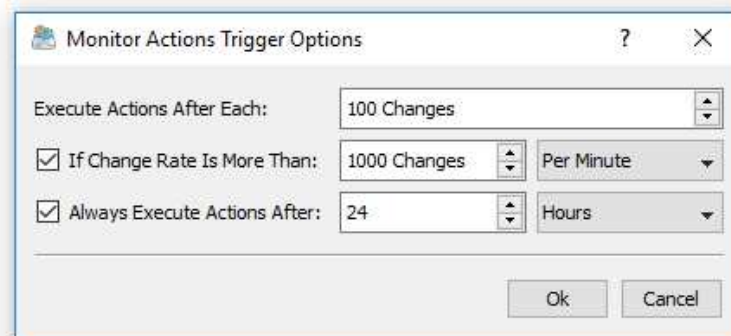 Monitor Actions Trigger Options ?
Execute Actions After Each: 100 Changes
If Change Rate Is More Than: 1000 Changes Per Minute
Always Execute Actions After: 24 Hours
Ok Cancel